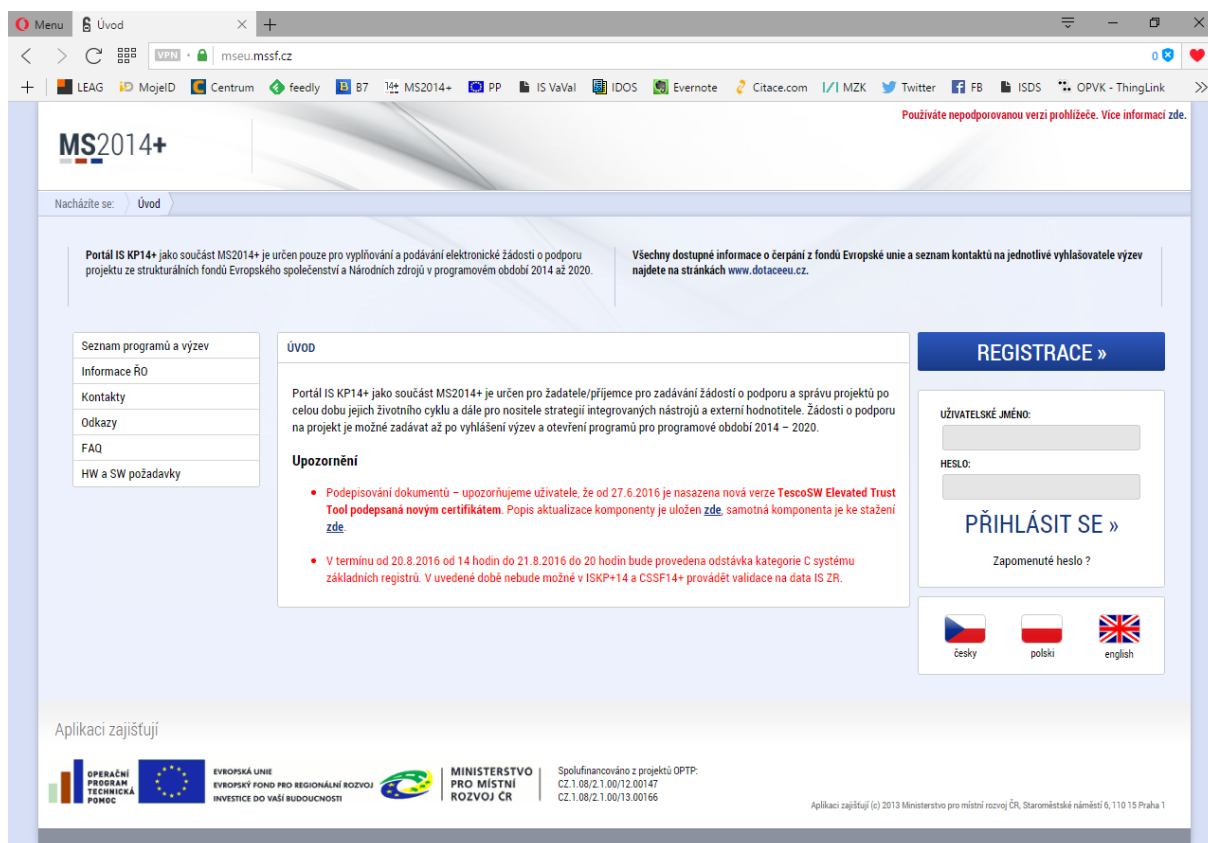 Menu
Úvod
VPN
mseu.mssf.cz
0
LEAG MojeID Centrum feedly B7 MS2014+ PP IS VaVaI IDOS Evernote Citace.com MZK Twitter FB ISDS OPVK - ThingLink
Používáte nepodporovanou verzi prohlížeče. Více informací zde.
MS2014+
Nacházíte se: Úvod
Portál IS KP14+ jako součást MS2014+ je určen pouze pro vyplňování a podávání elektronické žádosti o podporu
projektu ze strukturálních fondů Evropského společenství a Národních zdrojů v programovém období 2014 až 2020.
Všechny dostupné informace o čerpání z fondů Evropské unie a seznam kontaktů na jednotlivé vyhlašovatele výzev
najdete na stránkách www.dotaceeu.cz.
Seznam programů a výzev
Informace ŘO
Kontakty
Odkazy
FAQ
HW a SW požadavky
ÚVOD
Portál IS KP14+ jako součást MS2014+ je určen pro žadatele/příjemce pro zadávání žádostí o podporu a správu projektů po
celou dobu jejich životního cyklu a dále pro nositele strategií integrovaných nástrojů a externí hodnotitele. Žádosti o podporu
na projekt je možné zadávat až po vyhlášení výzev a otevření programů pro programové období 2014 – 2020.
Upozornění
• Podepisování dokumentů – upozorňujeme uživatele, že od 27.6.2016 je nasazena nová verze TescoSW Elevated Trust
Tool podepsaná novým certifikátem. Popis aktualizace komponenty je uložen zde, samotná komponenta je ke stažení
zde.
• V termínu od 20.8.2016 od 14 hodin do 21.8.2016 do 20 hodin bude provedena odstávka kategorie C systému
základních registrů. V uvedené době nebude možné v ISKP+14 a CSSF14+ provádět validace na data IS ZR.
REGISTRACE »
UŽIVATELSKÉ JMÉNO:
HESLO:
PŘIHLÁSIT SE »
Zapomenuté heslo ?
česky polski english
Aplikaci zajišťují
OPERAČNÍ
PROGRAM
TECHNICKÁ
POMOC
EVROPSKÁ UNIE
EVROPSKÝ FOND PRO REGIONÁLNÍ ROZVOJ
INVESTICE DO VAŠÍ BUDOUCNOSTI
MINISTERSTVO
PRO MÍSTNÍ
ROZVOJ ČR
Spolufinancováno z projektů OPTP:
CZ.1.08/2.1.00/12.00147
CZ.1.08/2.1.00/13.00166
Aplikaci zajišťují (c) 2013 Ministerstvo pro místní rozvoj ČR, Staroměstské náměstí 6, 110 15 Praha 1